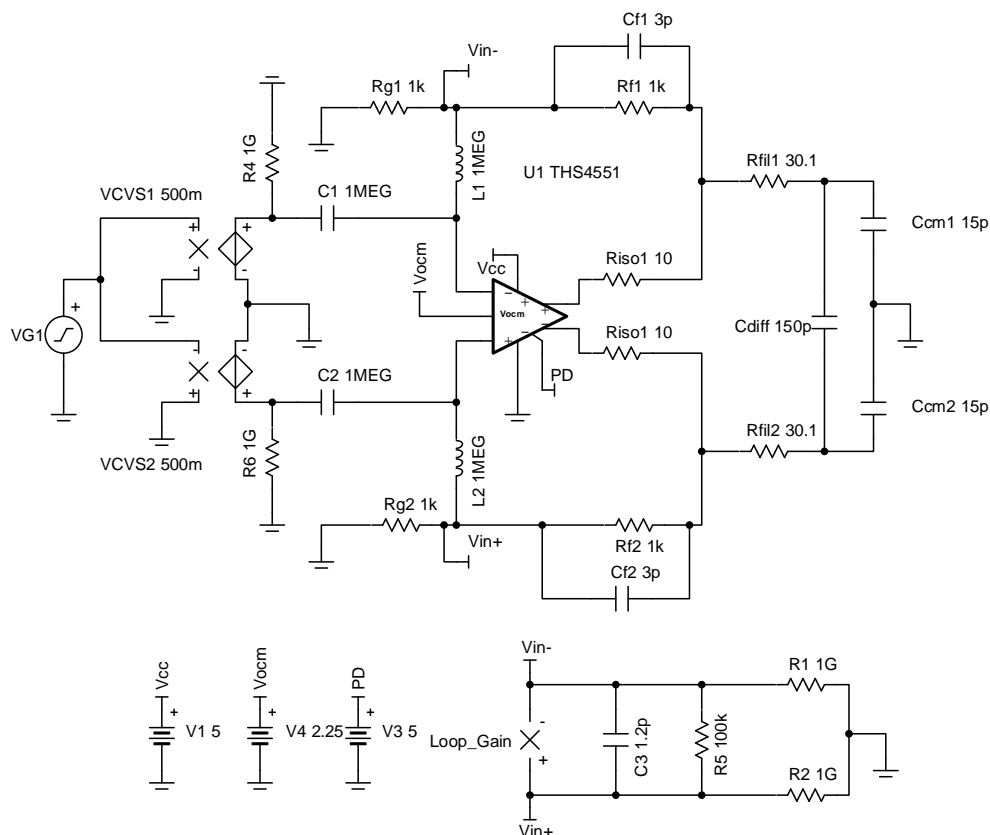 Cf1 3p
Vin-
Rg1 1k
Rf1 1k
R4 1G
L1 1MEG
U1 THS4551
Rfil1 30.1
VCVS1 500m
C1 1MEG
Ccm1 15p
Vocm
Vcc
Riso1 10
Vocm
VG1
Cdiff 150p
Riso1 10
PD
C2 1MEG
Ccm2 15p
VCVS2 500m
R6 1G
L2 1MEG
Rfil2 30.1
Rg2 1k
Vin+
Rf2 1k
Cf2 3p
Vcc
V1 5
Vocm
V4 2.25
PD
V3 5
Vin-
R1 1G
Loop_Gain
C3 1.2p
R5 100k
R2 1G
Vin+